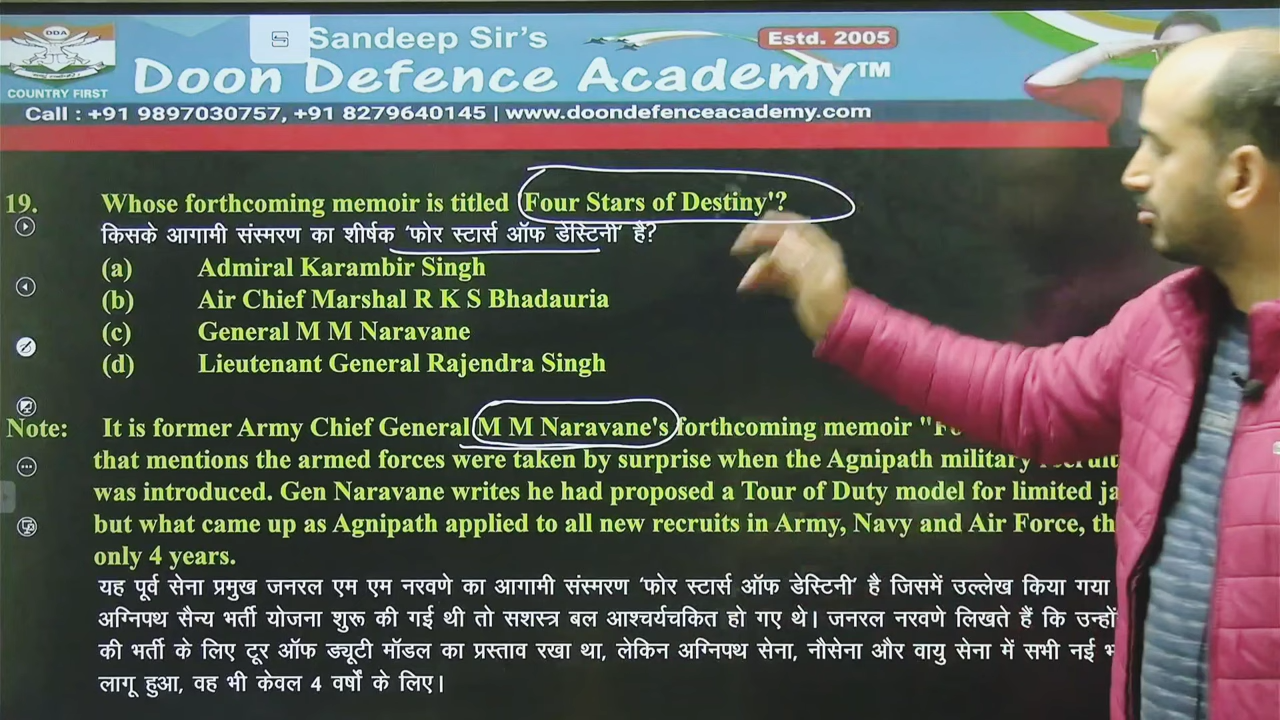 DDA
COUNTRY FIRST
Sandeep Sir's
Estd. 2005
Doon Defence Academy™
Call : +91 9897030757, +91 8279640145 | www.doondefenceacademy.com
19. Whose forthcoming memoir is titled 'Four Stars of Destiny'?
किसके आगामी संस्मरण का शीर्षक 'फोर स्टार्स ऑफ डेस्टिनी' है?
(a) Admiral Karambir Singh
(b) Air Chief Marshal R K S Bhadauria
(c) General M M Naravane
(d) Lieutenant General Rajendra Singh
Note: It is former Army Chief General M M Naravane's forthcoming memoir
that mentions the armed forces were taken by surprise when the Agnipath military
was introduced. Gen Naravane writes he had proposed a Tour of Duty model for limited
but what came up as Agnipath applied to all new recruits in Army, Navy and Air Force,
only 4 years.
यह पूर्व सेना प्रमुख जनरल एम एम नरवणे का आगामी संस्मरण 'फोर स्टार्स ऑफ डेस्टिनी' है जिसमें उल्लेख किया गया
अग्निपथ सैन्य भर्ती योजना शुरू की गई थी तो सशस्त्र बल आश्चर्यचकित हो गए थे। जनरल नरवणे लिखते हैं कि
की भर्ती के लिए टूर ऑफ ड्यूटी मॉडल का प्रस्ताव रखा था, लेकिन अग्निपथ सेना, नौसेना और वायु सेना में सभी नई
लागू हुआ, वह भी केवल 4 वर्षों के लिए।